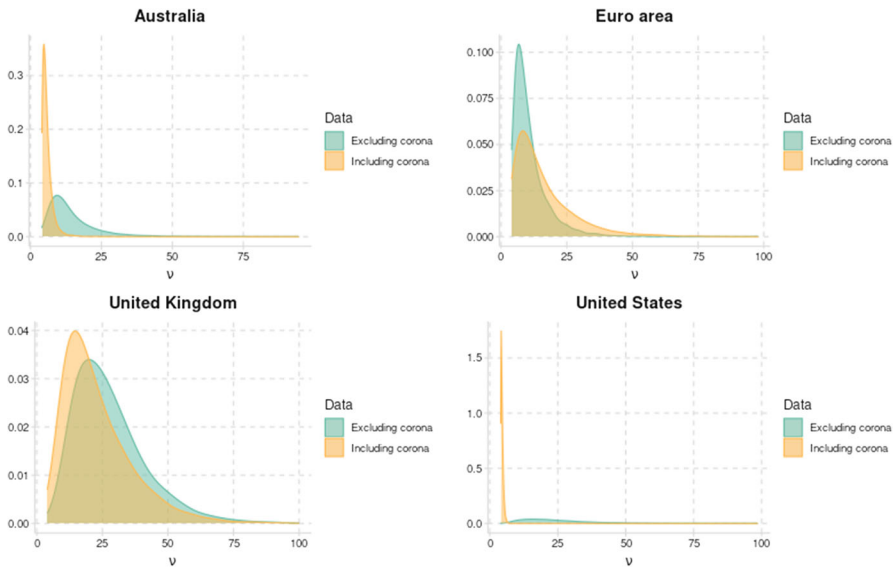 Australia
0.3
0.2
0.1
0.0
0 25 50 75
ν
Data
Excluding corona
Including corona
Euro area
0.100
0.075
0.050
0.025
0.000
0 25 50 75 100
ν
Data
Excluding corona
Including corona
United Kingdom
0.04
0.03
0.02
0.01
0.00
0 25 50 75 100
ν
Data
Excluding corona
Including corona
United States
1.5
1.0
0.5
0.0
0 25 50 75 100
ν
Data
Excluding corona
Including corona